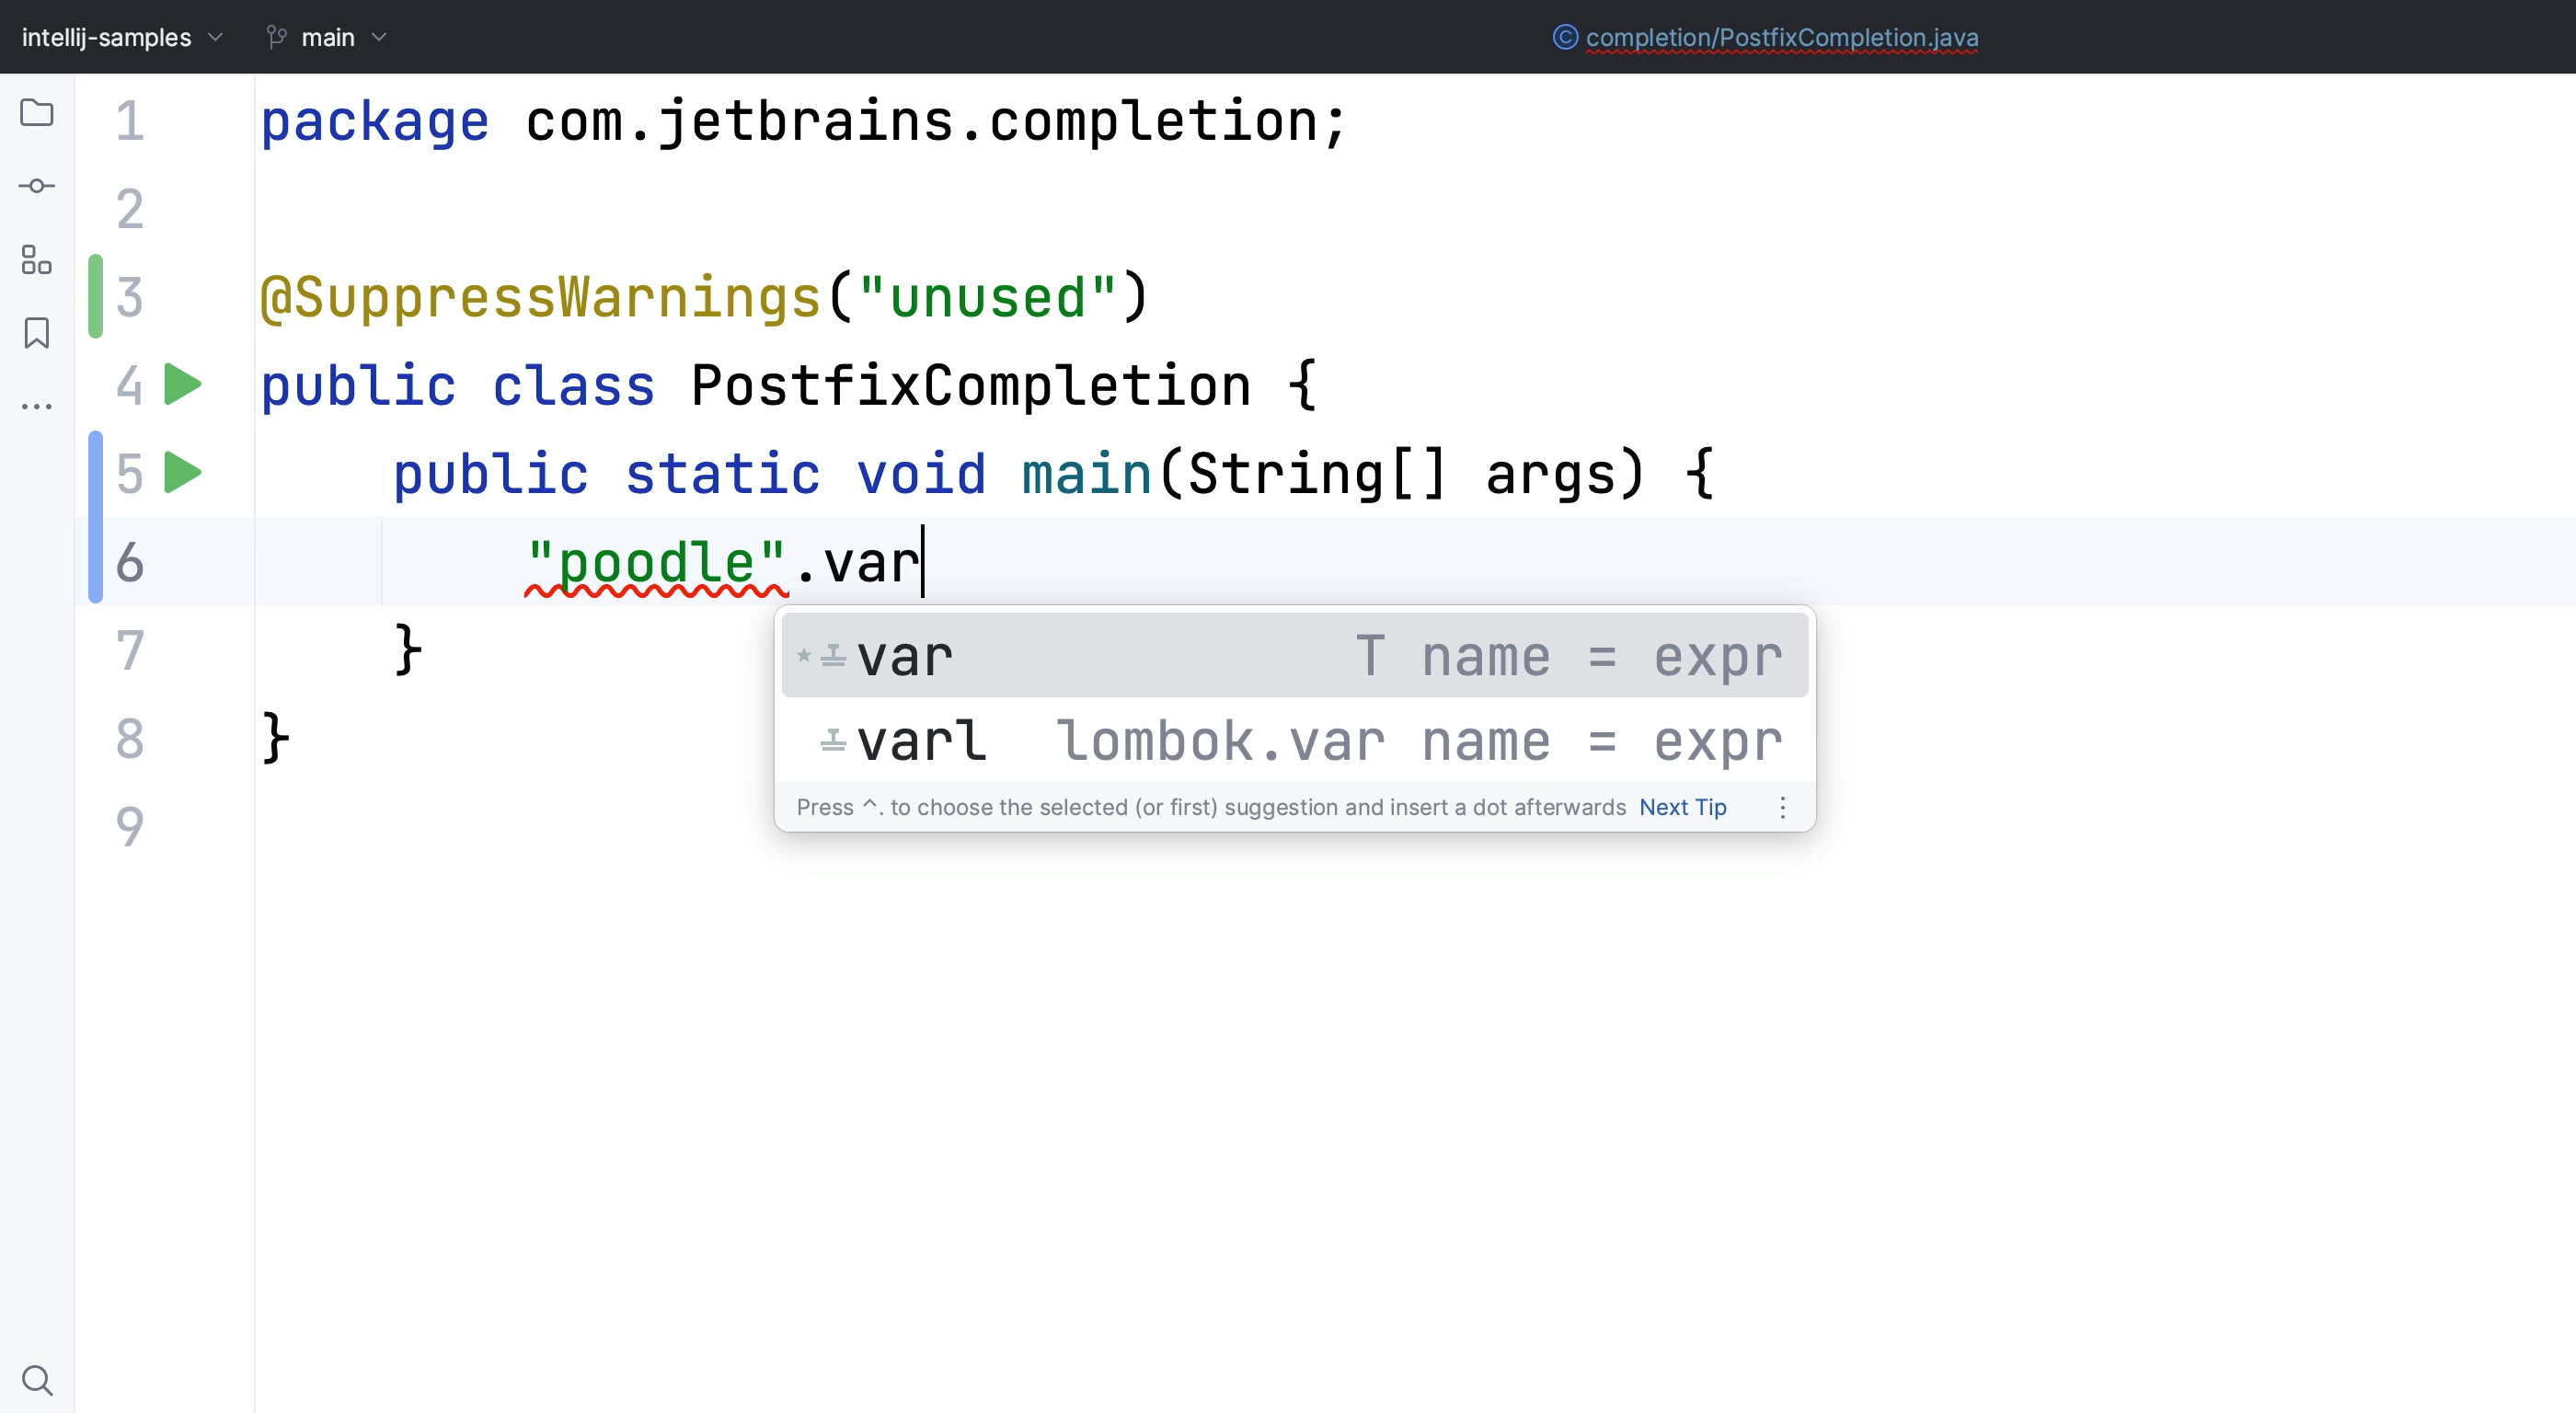 intellij-samples main completion/PostfixCompletion.java
1 package com.jetbrains.completion;
2
3 @SuppressWarnings("unused")
4 public class PostfixCompletion {
5 public static void main(String[] args) {
6 "poodle".var
var T name = expr
varl lombok.var name = expr
Press ^. to choose the selected (or first) suggestion and insert a dot afterwards Next Tip
7 }
8 }
9